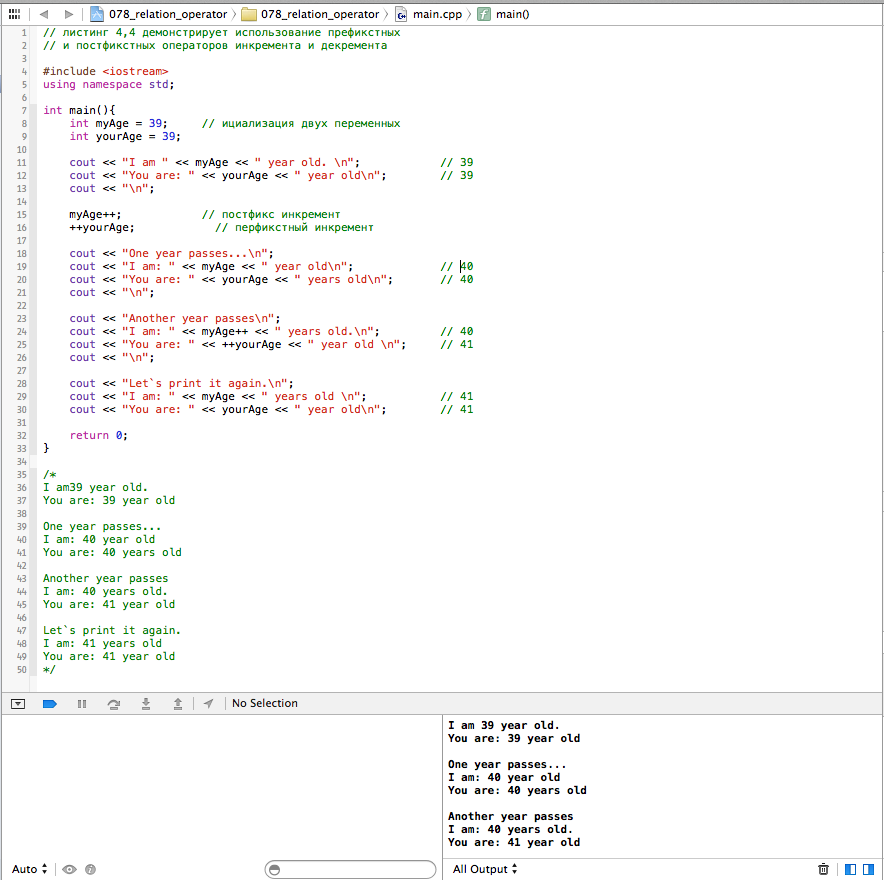 078_relation_operator 078_relation_operator main.cpp main()
1 // листинг 4,4 демонстрирует использование префикстных
2 // и постфикстных операторов инкремента и декремента
3
4 #include <iostream>
5 using namespace std;
6
7 int main(){
8 int myAge = 39; // ициализация двух переменных
9 int yourAge = 39;
10
11 cout << "I am " << myAge << " year old. \n"; // 39
12 cout << "You are: " << yourAge << " year old\n"; // 39
13 cout << "\n";
14
15 myAge++; // постфикс инкремент
16 ++yourAge; // перфикстный инкремент
17
18 cout << "One year passes...\n";
19 cout << "I am: " << myAge << " year old\n"; // 40
20 cout << "You are: " << yourAge << " years old\n"; // 40
21 cout << "\n";
22
23 cout << "Another year passes\n";
24 cout << "I am: " << myAge++ << " years old.\n"; // 40
25 cout << "You are: " << ++yourAge << " year old \n"; // 41
26 cout << "\n";
27
28 cout << "Let`s print it again.\n";
29 cout << "I am: " << myAge << " years old \n"; // 41
30 cout << "You are: " << yourAge << " year old\n"; // 41
31
32 return 0;
33 }
34
35 /*
36 I am39 year old.
37 You are: 39 year old
38
39 One year passes...
40 I am: 40 year old
41 You are: 40 years old
42
43 Another year passes
44 I am: 40 years old.
45 You are: 41 year old
46
47 Let`s print it again.
48 I am: 41 years old
49 You are: 41 year old
50 */
No Selection
I am 39 year old.
You are: 39 year old
One year passes...
I am: 40 year old
You are: 40 years old
Another year passes
I am: 40 years old.
You are: 41 year old
Auto
All Output